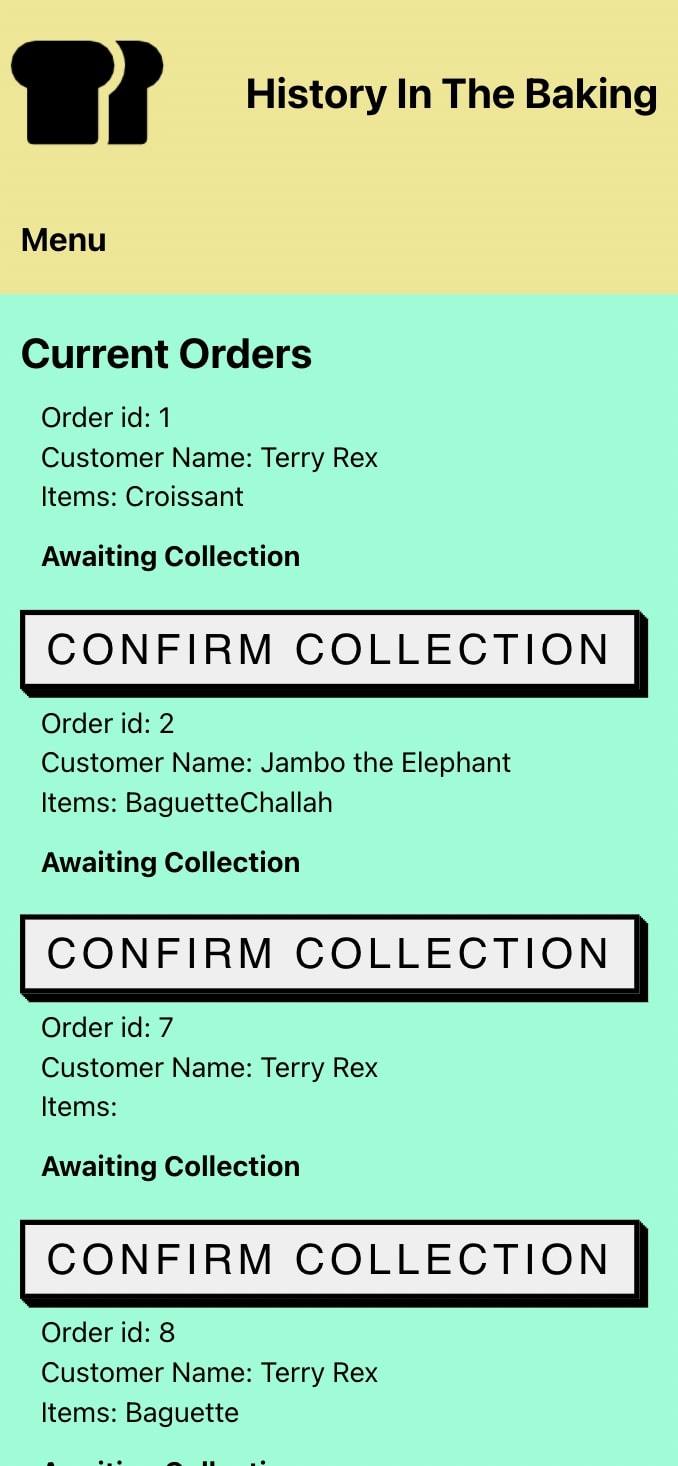 History In The Baking
Menu
Current Orders
Order id: 1
Customer Name: Terry Rex
Items: Croissant
Awaiting Collection
CONFIRM COLLECTION
Order id: 2
Customer Name: Jambo the Elephant
Items: BaguetteChallah
Awaiting Collection
CONFIRM COLLECTION
Order id: 7
Customer Name: Terry Rex
Items:
Awaiting Collection
CONFIRM COLLECTION
Order id: 8
Customer Name: Terry Rex
Items: Baguette